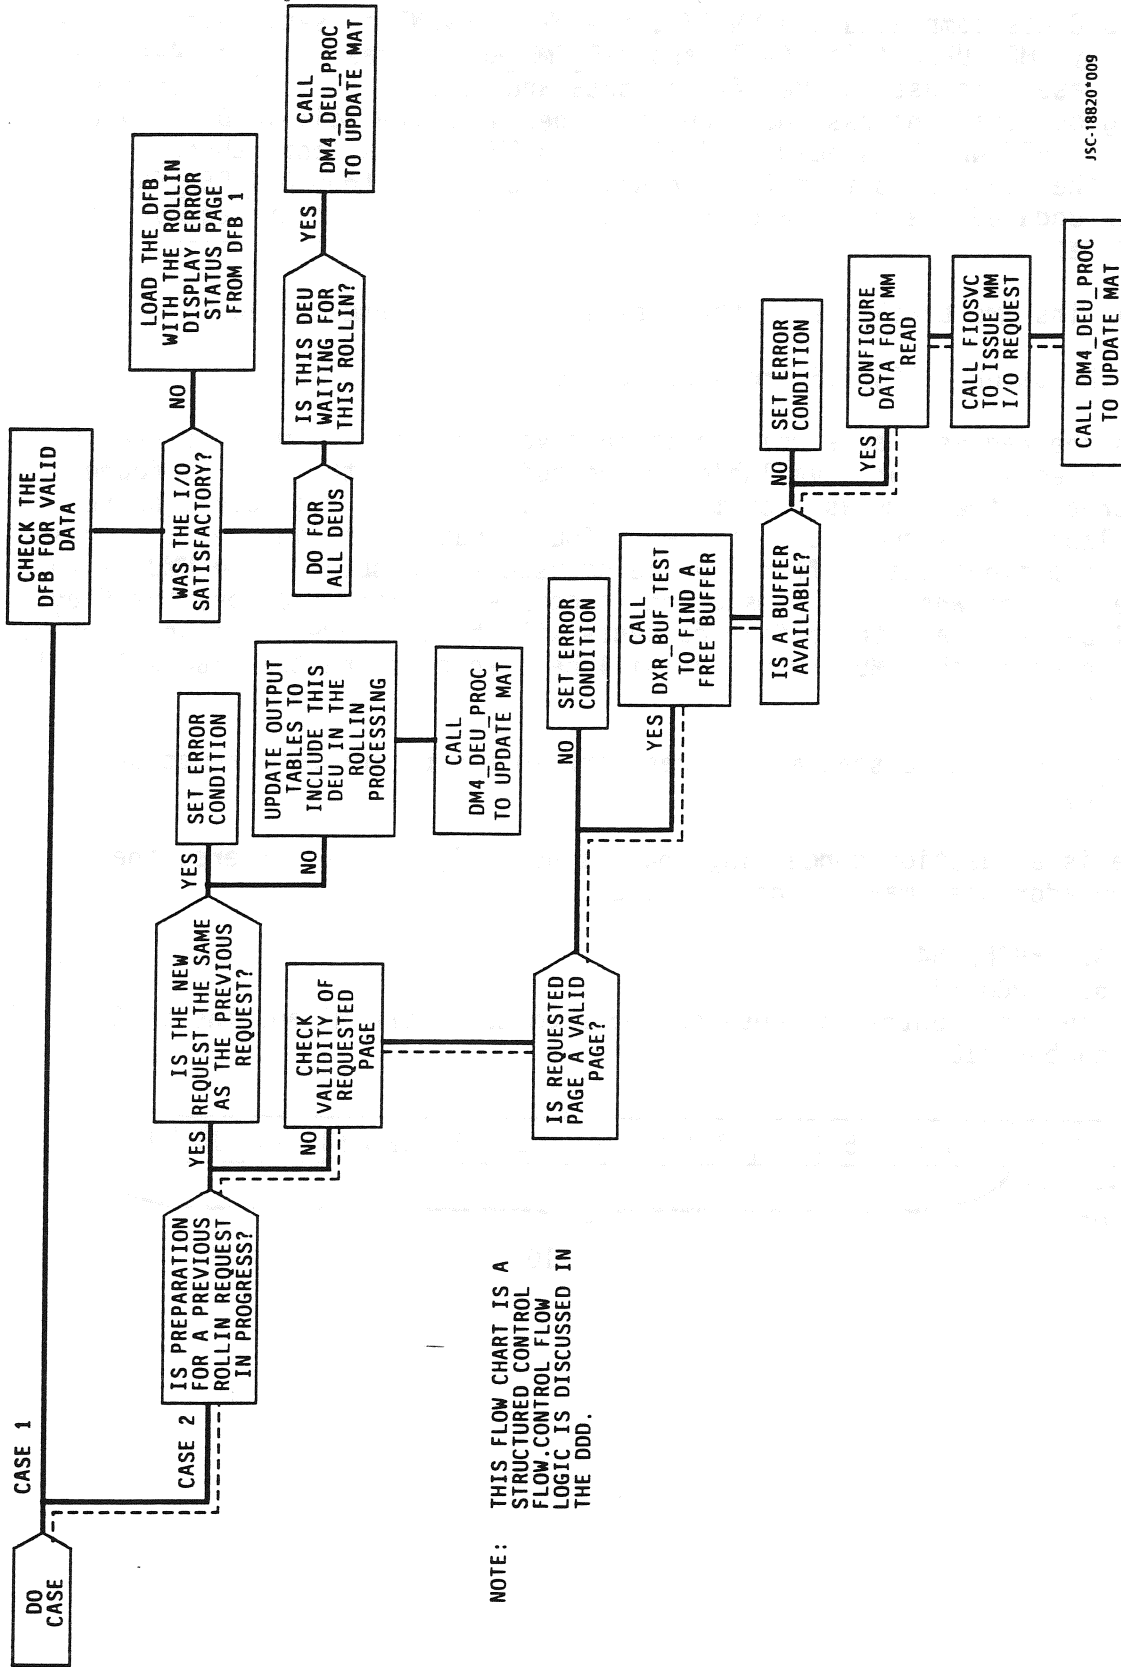 DO
CASE
CASE 1
CHECK THE
DFB FOR VALID
DATA
WAS THE I/O
SATISFACTORY?
NO
LOAD THE DFB
WITH THE ROLLIN
DISPLAY ERROR
STATUS PAGE
FROM DFB 1
DO FOR
ALL DEUS
IS THIS DEU
WAITING FOR
THIS ROLLIN?
YES
CALL
DM4_DEU_PROC
TO UPDATE MAT
CASE 2
IS PREPARATION
FOR A PREVIOUS
ROLLIN REQUEST
IN PROGRESS?
YES
IS THE NEW
REQUEST THE SAME
AS THE PREVIOUS
REQUEST?
YES
SET ERROR
CONDITION
NO
UPDATE OUTPUT
TABLES TO
INCLUDE THIS
DEU IN THE
ROLLIN
PROCESSING
CALL
DM4_DEU_PROC
TO UPDATE MAT
NO
CHECK
VALIDITY OF
REQUESTED
PAGE
IS REQUESTED
PAGE A VALID
PAGE?
NO
SET ERROR
CONDITION
YES
CALL
DXR_BUF_TEST
TO FIND A
FREE BUFFER
IS A BUFFER
AVAILABLE?
NO
SET ERROR
CONDITION
YES
CONFIGURE
DATA FOR MM
READ
CALL FIOSVC
TO ISSUE MM
I/O REQUEST
CALL DM4_DEU_PROC
TO UPDATE MAT
NOTE: THIS FLOW CHART IS A
STRUCTURED CONTROL
FLOW.CONTROL FLOW
LOGIC IS DISCUSSED IN
THE DDD.
JSC-18820*009